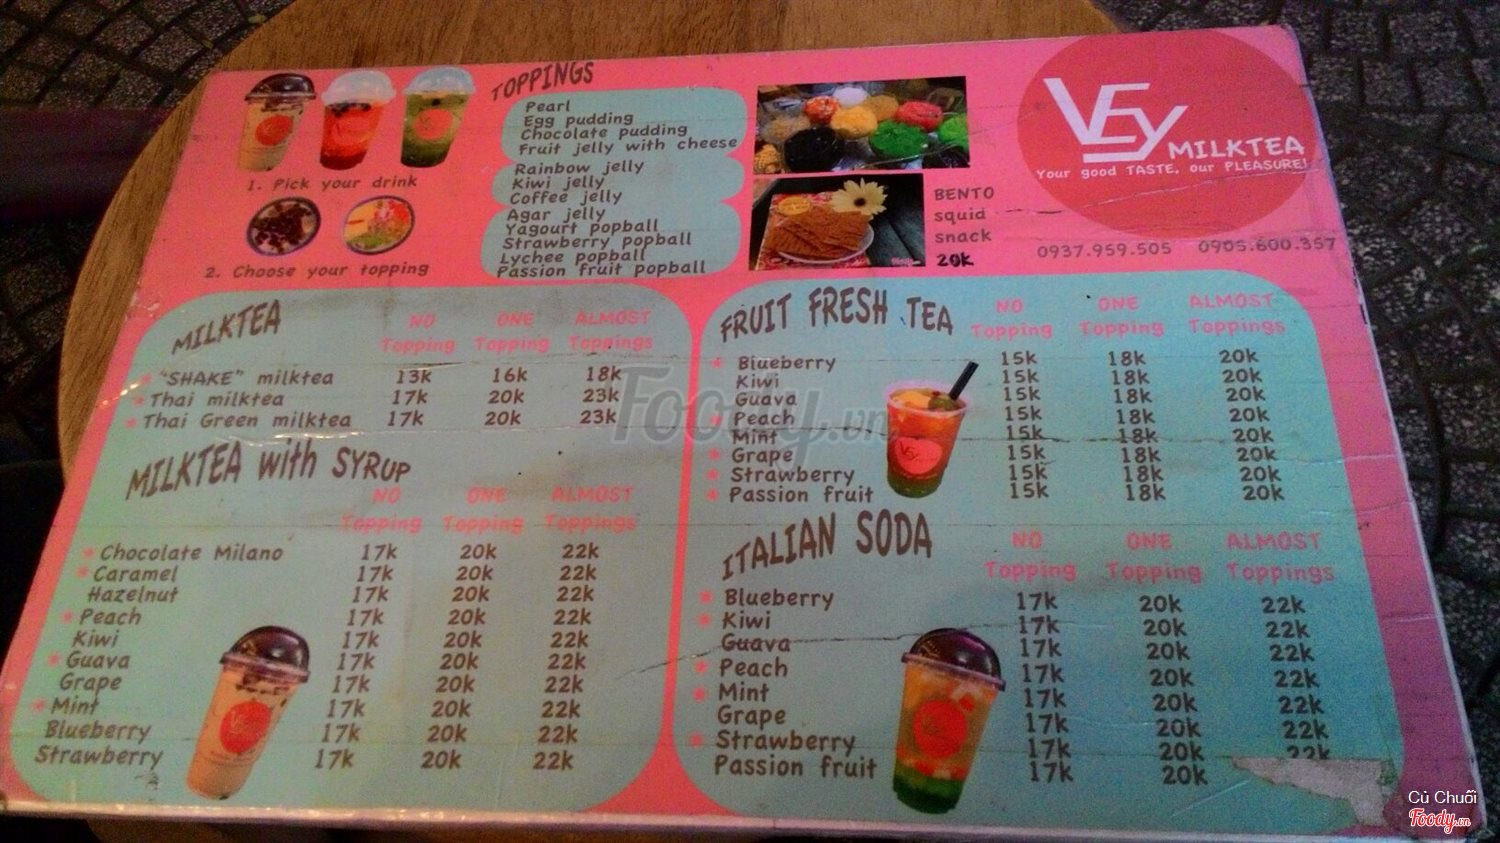 TOPPINGS
Pearl
Egg pudding
Chocolate pudding
Fruit jelly with cheese
Rainbow jelly
Kiwi jelly
Coffee jelly
Agar jelly
Yagourt popball
Strawberry popball
Lychee popball
Passion fruit popball
1. Pick your drink
2. Choose your topping
BENTO
squid
snack
20k
VEy MILKTEA
Your good TASTE, our PLEASURE!
0937.959.505 0905.600.357
MILKTEA
NO ONE ALMOST
Topping Topping Toppings
* "SHAKE" milktea 13k 16k 18k
* Thai milktea 17k 20k 23k
* Thai Green milktea 17k 20k 23k
MILKTEA with SYRUP
NO ONE ALMOST
Topping Topping Toppings
* Chocolate Milano 17k 20k 22k
* Caramel 17k 20k 22k
Hazelnut 17k 20k 22k
* Peach 17k 20k 22k
Kiwi 17k 20k 22k
* Guava 17k 20k 22k
Grape 17k 20k 22k
* Mint 17k 20k 22k
Blueberry 17k 20k 22k
Strawberry 17k 20k 22k
FRUIT FRESH TEA
NO ONE ALMOST
Topping Topping Toppings
* Blueberry 15k 18k 20k
Kiwi 15k 18k 20k
Guava 15k 18k 20k
* Peach 15k 18k 20k
Mint 15k 18k 20k
* Grape 15k 18k 20k
* Strawberry 15k 18k 20k
* Passion fruit 15k 18k 20k
ITALIAN SODA
NO ONE ALMOST
Topping Topping Toppings
* Blueberry 17k 20k 22k
* Kiwi 17k 20k 22k
Guava 17k 20k 22k
* Peach 17k 20k 22k
* Mint 17k 20k 22k
Grape 17k 20k 22k
* Strawberry 17k 20k 22k
Passion fruit 17k 20k
Foody.vn
Củ Chuối
Foody.vn